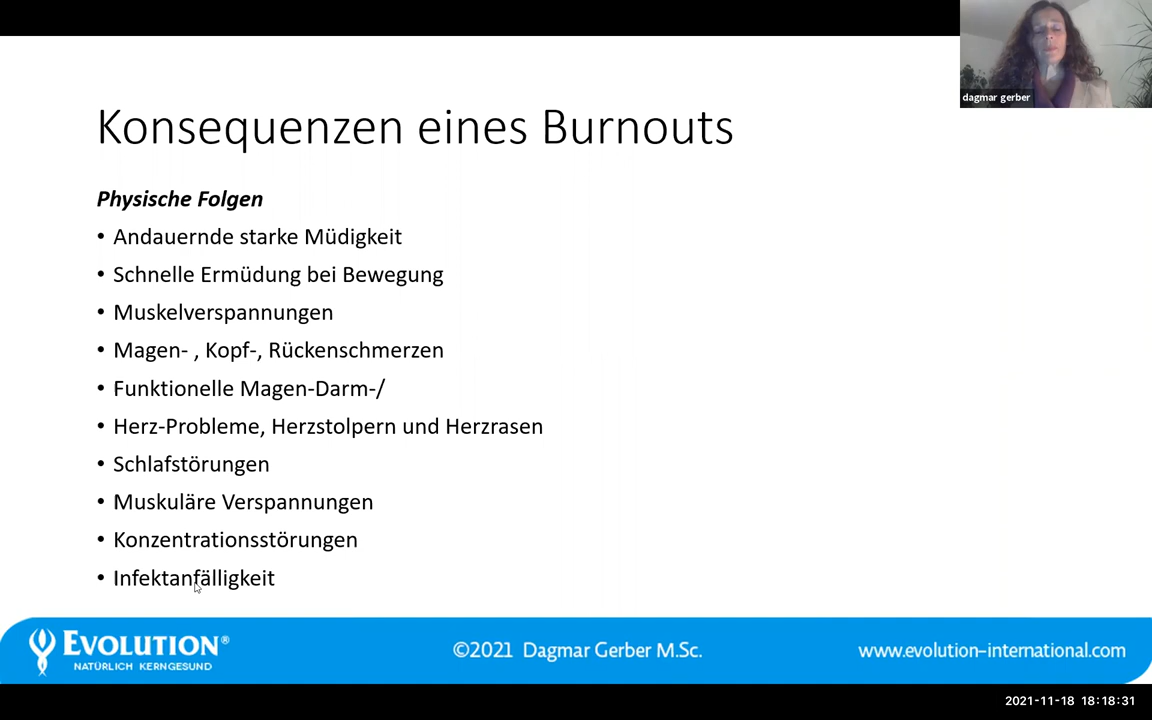 dagmar gerber
Konsequenzen eines Burnouts
Physische Folgen
• Andauernde starke Müdigkeit
• Schnelle Ermüdung bei Bewegung
• Muskelverspannungen
• Magen- , Kopf-, Rückenschmerzen
• Funktionelle Magen-Darm-/
• Herz-Probleme, Herzstolpern und Herzrasen
• Schlafstörungen
• Muskuläre Verspannungen
• Konzentrationsstörungen
• Infektanfälligkeit
EVOLUTION®
NATÜRLICH KERNGESUND
©2021 Dagmar Gerber M.Sc.
www.evolution-international.com
2021-11-18 18:18:31